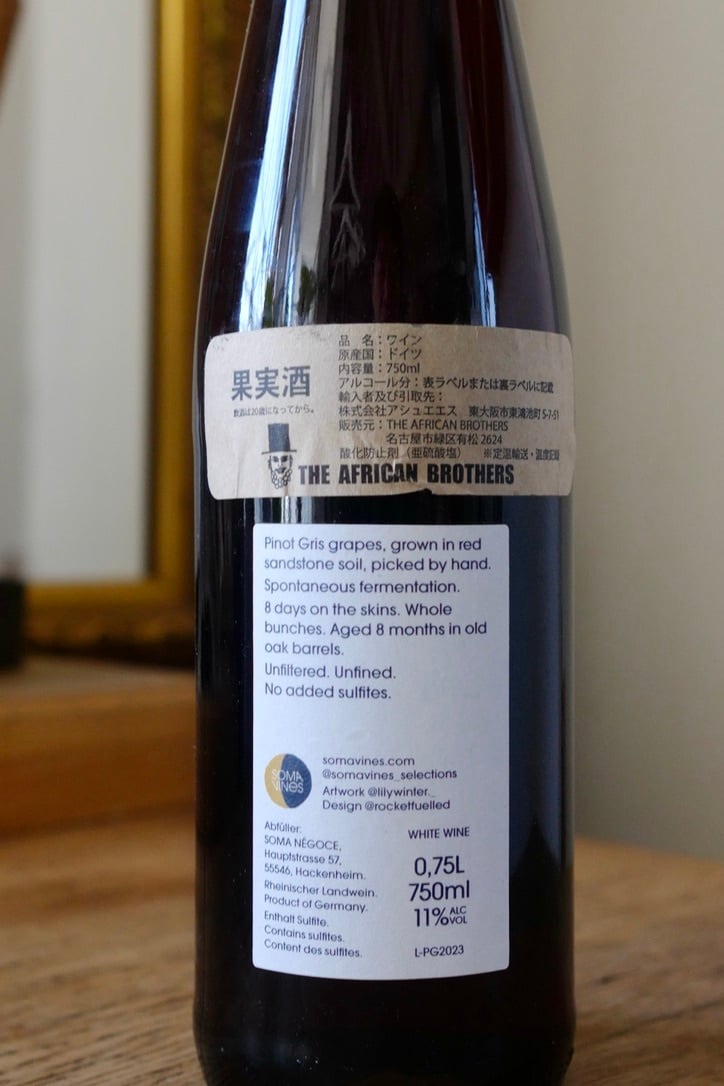 果実酒
飲酒は20歳になってから。
品 名：ワイン
原産国：ドイツ
内容量：750ml
アルコール分：表ラベルまたは裏ラベルに記載
輸入者及び引取先：
株式会社アシュエエス 東大阪市東鴻池町5-7-51
販売元：THE AFRICAN BROTHERS
名古屋市緑区有松 2624
酸化防止剤（亜硫酸塩） ※定温輸送・温度記録
THE AFRICAN BROTHERS
Pinot Gris grapes, grown in red
sandstone soil, picked by hand.
Spontaneous fermentation.
8 days on the skins. Whole
bunches. Aged 8 months in old
oak barrels.
Unfiltered. Unfined.
No added sulfites.
SOMA
VINES
somavines.com
@somavines_selections
Artwork @lilywinter._
Design @rocketfuelled
Abfüller:
SOMA NÉGOCE,
Hauptstrasse 57,
55546, Hackenheim.
Rheinischer Landwein.
Product of Germany.
Enthält Sulfite.
Contains sulfites.
Content des sulfites.
WHITE WINE
0,75L
750ml
11% ALC VOL
L-PG2023